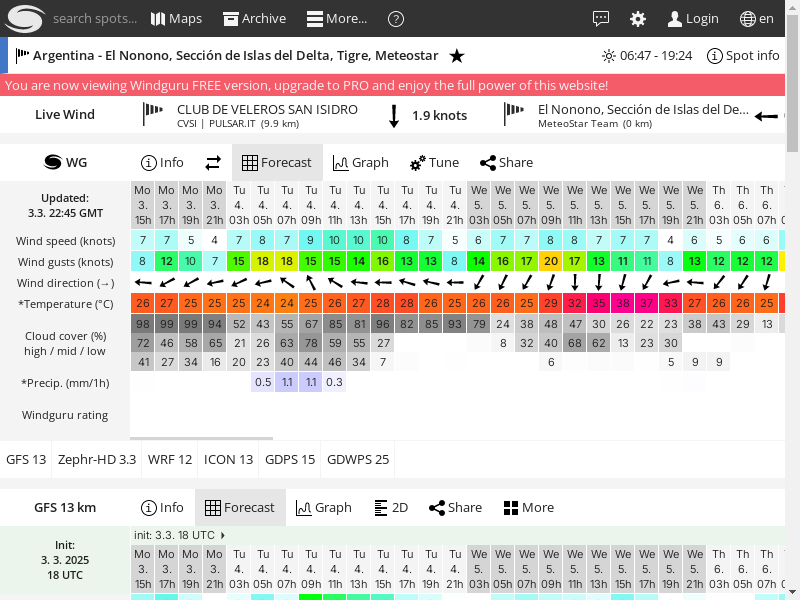 search spots... Maps Archive More... ? Login en
Argentina - El Nonono, Sección de Islas del Delta, Tigre, Meteostar ★ 06:47 - 19:24 Spot info
You are now viewing Windguru FREE version, upgrade to PRO and enjoy the full power of this website!
Live Wind CLUB DE VELEROS SAN ISIDRO 1.9 knots El Nonono, Sección de Islas del De...
CVSI | PULSAR.IT (9.9 km) MeteoStar Team (0 km)
WG Info Forecast Graph Tune Share
Updated:
3.3. 22:45 GMT
Mo Mo Mo Mo Tu Tu Tu Tu Tu Tu Tu Tu Tu Tu We We We We We We We We We We Th Th Th
3. 3. 3. 3. 4. 4. 4. 4. 4. 4. 4. 4. 4. 4. 5. 5. 5. 5. 5. 5. 5. 5. 5. 5. 6. 6. 6.
15h 17h 19h 21h 03h 05h 07h 09h 11h 13h 15h 17h 19h 21h 03h 05h 07h 09h 11h 13h 15h 17h 19h 21h 03h 05h 07h
Wind speed (knots) 7 7 5 4 7 8 7 9 10 10 10 8 7 5 6 7 7 8 8 7 7 7 4 6 5 6 6
Wind gusts (knots) 8 12 10 7 15 18 18 15 15 14 16 13 13 8 14 16 17 20 17 13 11 11 8 13 12 12 12
Wind direction (→)
*Temperature (°C) 26 27 25 25 25 24 24 25 26 27 28 28 26 25 26 26 25 29 32 35 38 37 33 27 26 26 25
Cloud cover (%)
high / mid / low
98 99 99 94 52 43 55 67 85 81 96 82 85 93 79 24 38 48 47 30 26 22 23 38 43 29 13
72 46 58 65 21 26 63 78 59 55 27 8 32 40 68 62 13 23 30
41 27 34 16 20 23 40 44 46 34 7 6 5 9 9
*Precip. (mm/1h) 0.5 1.1 1.1 0.3
Windguru rating
GFS 13 Zephr-HD 3.3 WRF 12 ICON 13 GDPS 15 GDWPS 25
GFS 13 km Info Forecast Graph 2D Share More
Init:
3. 3. 2025
18 UTC
init: 3.3. 18 UTC
Mo Mo Mo Mo Tu Tu Tu Tu Tu Tu Tu Tu Tu Tu We We We We We We We We We We Th Th Th
3. 3. 3. 3. 4. 4. 4. 4. 4. 4. 4. 4. 4. 4. 5. 5. 5. 5. 5. 5. 5. 5. 5. 5. 6. 6. 6.
15h 17h 19h 21h 03h 05h 07h 09h 11h 13h 15h 17h 19h 21h 03h 05h 07h 09h 11h 13h 15h 17h 19h 21h 03h 05h 07h